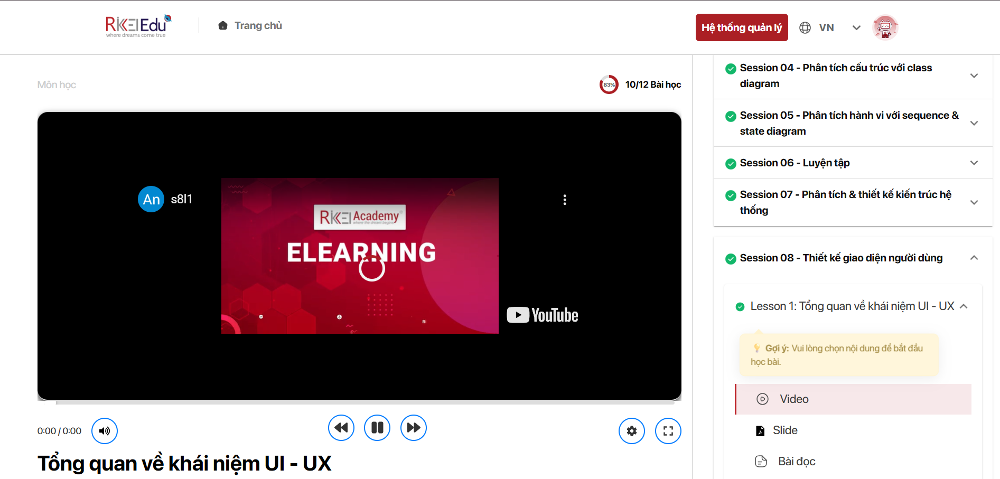 RIKKEI Edu
where dreams come true
Trang chủ
Hệ thống quản lý
VN
Môn học
83%
10/12 Bài học
An
s8l1
RIKKEI Academy
where the dream begins
ELEARNING
YouTube
0:00 / 0:00
Tổng quan về khái niệm UI - UX
Session 04 - Phân tích cấu trúc với class
diagram
Session 05 - Phân tích hành vi với sequence &
state diagram
Session 06 - Luyện tập
Session 07 - Phân tích & thiết kế kiến trúc hệ
thống
Session 08 - Thiết kế giao diện người dùng
Lesson 1: Tổng quan về khái niệm UI - UX
Gợi ý: Vui lòng chọn nội dung để bắt đầu
học bài.
Video
Slide
Bài đọc